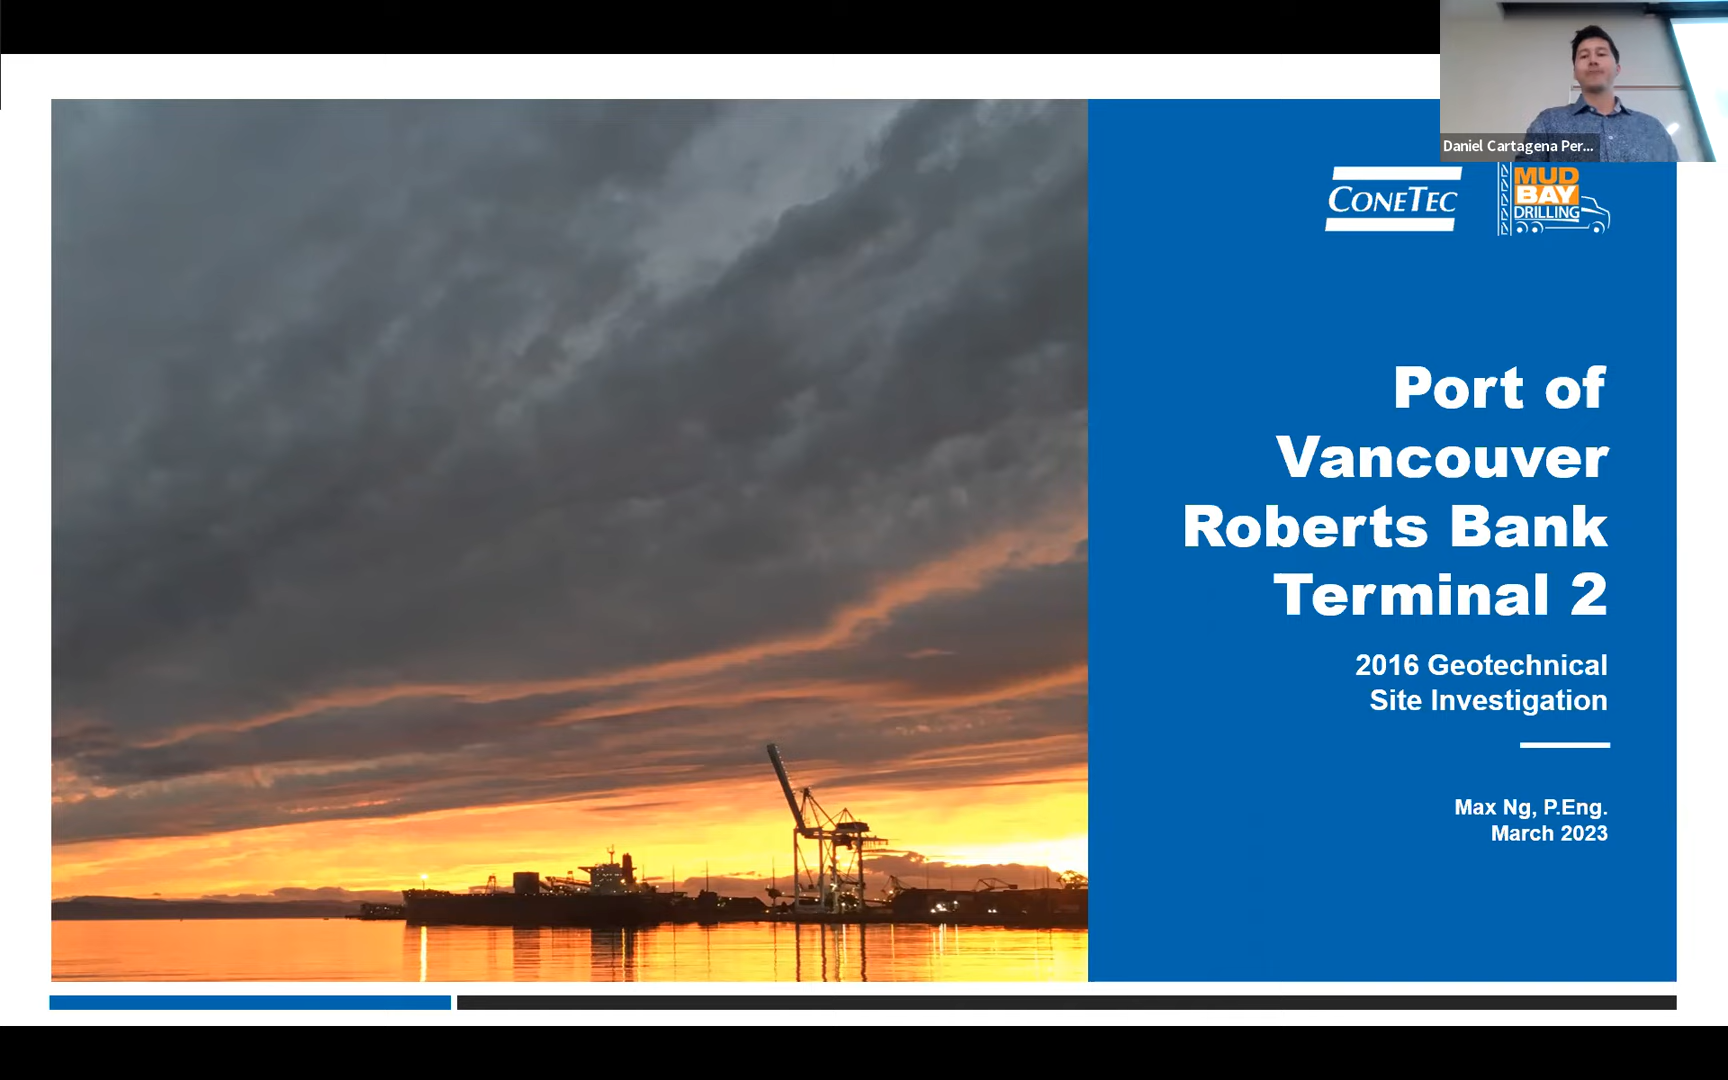 Daniel Cartagena Per...
CONETEC
MUD
BAY
DRILLING
Port of
Vancouver
Roberts Bank
Terminal 2
2016 Geotechnical
Site Investigation
Max Ng, P.Eng.
March 2023